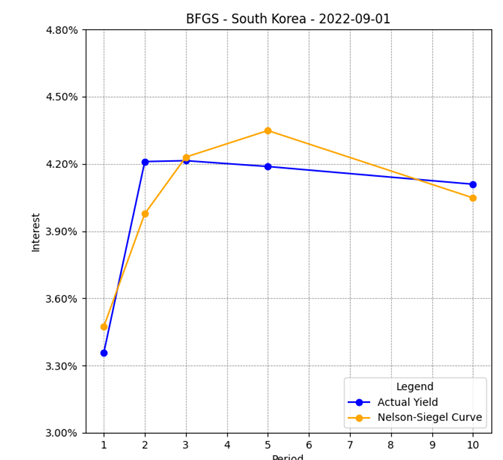 BFGS - South Korea - 2022-09-01
4.80%
4.50%
4.20%
3.90%
3.60%
3.30%
3.00%
Interest
1 2 3 4 5 6 7 8 9 10
Period
Legend
Actual Yield
Nelson-Siegel Curve